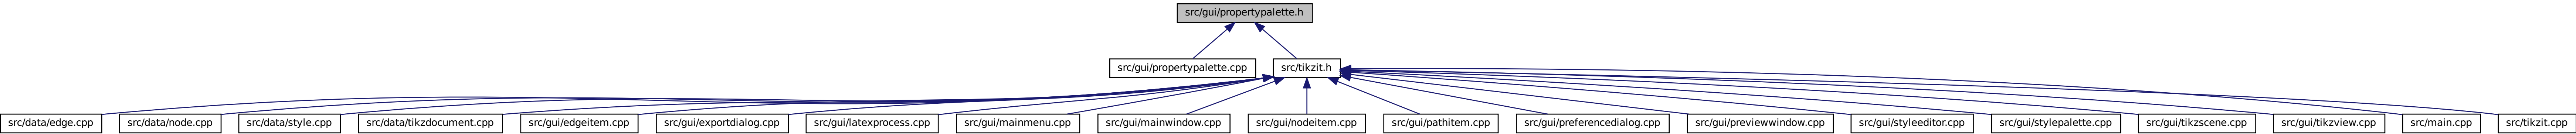 src/gui/propertypalette.h
src/gui/propertypalette.cpp
src/tikzit.h
src/data/edge.cpp
src/data/node.cpp
src/data/style.cpp
src/data/tikzdocument.cpp
src/gui/edgeitem.cpp
src/gui/exportdialog.cpp
src/gui/latexprocess.cpp
src/gui/mainmenu.cpp
src/gui/mainwindow.cpp
src/gui/nodeitem.cpp
src/gui/pathitem.cpp
src/gui/preferencedialog.cpp
src/gui/previewwindow.cpp
src/gui/styleeditor.cpp
src/gui/stylepalette.cpp
src/gui/tikzscene.cpp
src/gui/tikzview.cpp
src/main.cpp
src/tikzit.cpp